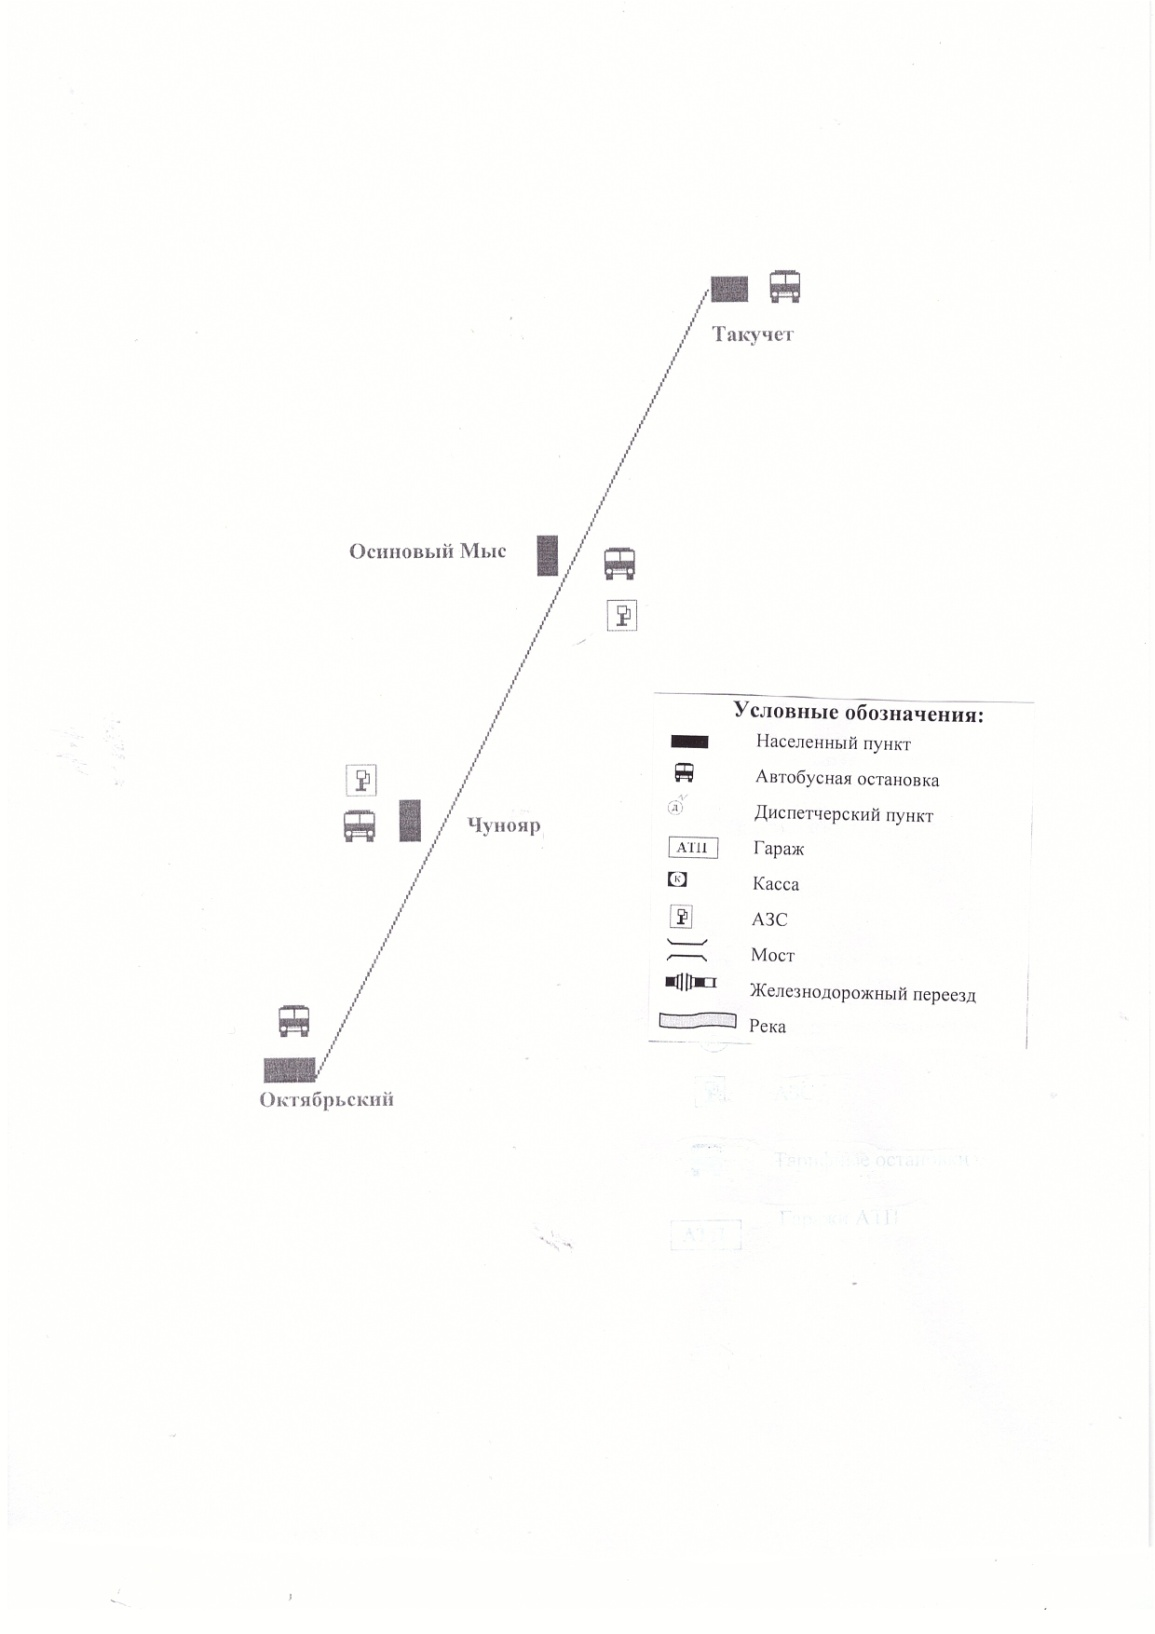 Такучет
Осиновый Мыс
Чунояр
Октябрьский
Условные обозначения:
Населенный пункт
Автобусная остановка
Д Диспетчерский пункт
АТП Гараж
К Касса
АЗС
Мост
Железнодорожный переезд
Река
АЗС